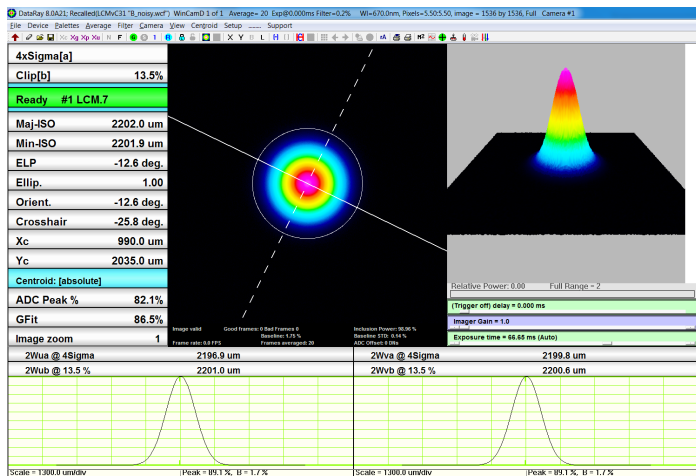 DataRay 8.0A21; Recalled(LCMvC31 "B_noisy.wcf") WinCamD 1 of 1 Average= 20 Exp@0.000ms Filter=0.2% Wl=670.0nm, Pixels=5.50:5.50, image = 1536 by 1536, Full Camera #1
File Device Palettes Average Filter Camera View Centroid Setup ..... Support
Xc Xg Xp Xe N F G G 1 X Y D L rA M²
4xSigma[a]
Clip[b] 13.5%
Ready #1 LCM.7
Maj-ISO 2202.0 um
Min-ISO 2201.9 um
ELP -12.6 deg.
Ellip. 1.00
Orient. -12.6 deg.
Crosshair -25.8 deg.
Xc 990.0 um
Yc 2035.0 um
Centroid: [absolute]
ADC Peak % 82.1%
GFit 86.5%
Image zoom 1
Image valid Good frames: 0 Bad Frames 0 Inclusion Power: 98.96 %
Baseline: 1.75 % Baseline STD: 0.14 %
Frame rate: 0.0 FPS Frames averaged: 20 ADC Offset: 0 DNs
Relative Power: 0.00 Full Range = 2
(Trigger off) delay = 0.000 ms
Imager Gain = 1.0
Exposure time = 66.65 ms (Auto)
2Wua @ 4Sigma 2196.9 um
2Wub @ 13.5 % 2201.0 um
2Wva @ 4Sigma 2199.8 um
2Wvb @ 13.5 % 2200.6 um
Scale = 1300.0 um/div Peak = 89.1 %, B = 1.7 %
Scale = 1300.0 um/div Peak = 89.1 %, B = 1.7 %